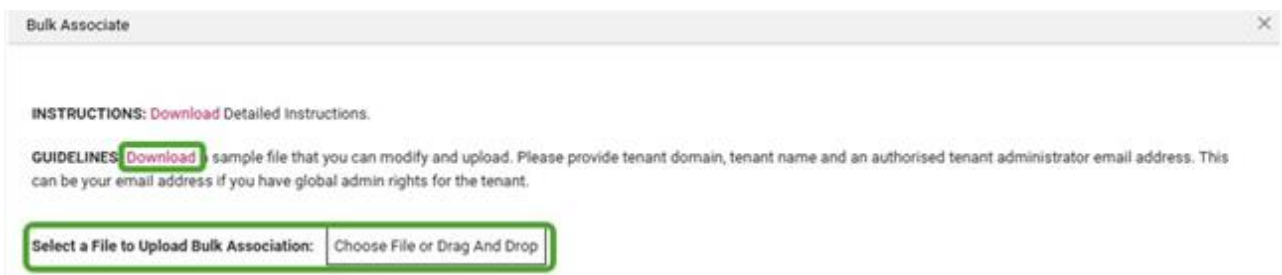 Bulk Associate
INSTRUCTIONS: Download Detailed Instructions.
GUIDELINES Download sample file that you can modify and upload. Please provide tenant domain, tenant name and an authorised tenant administrator email address. This
can be your email address if you have global admin rights for the tenant.
Select a File to Upload Bulk Association: Choose File or Drag And Drop